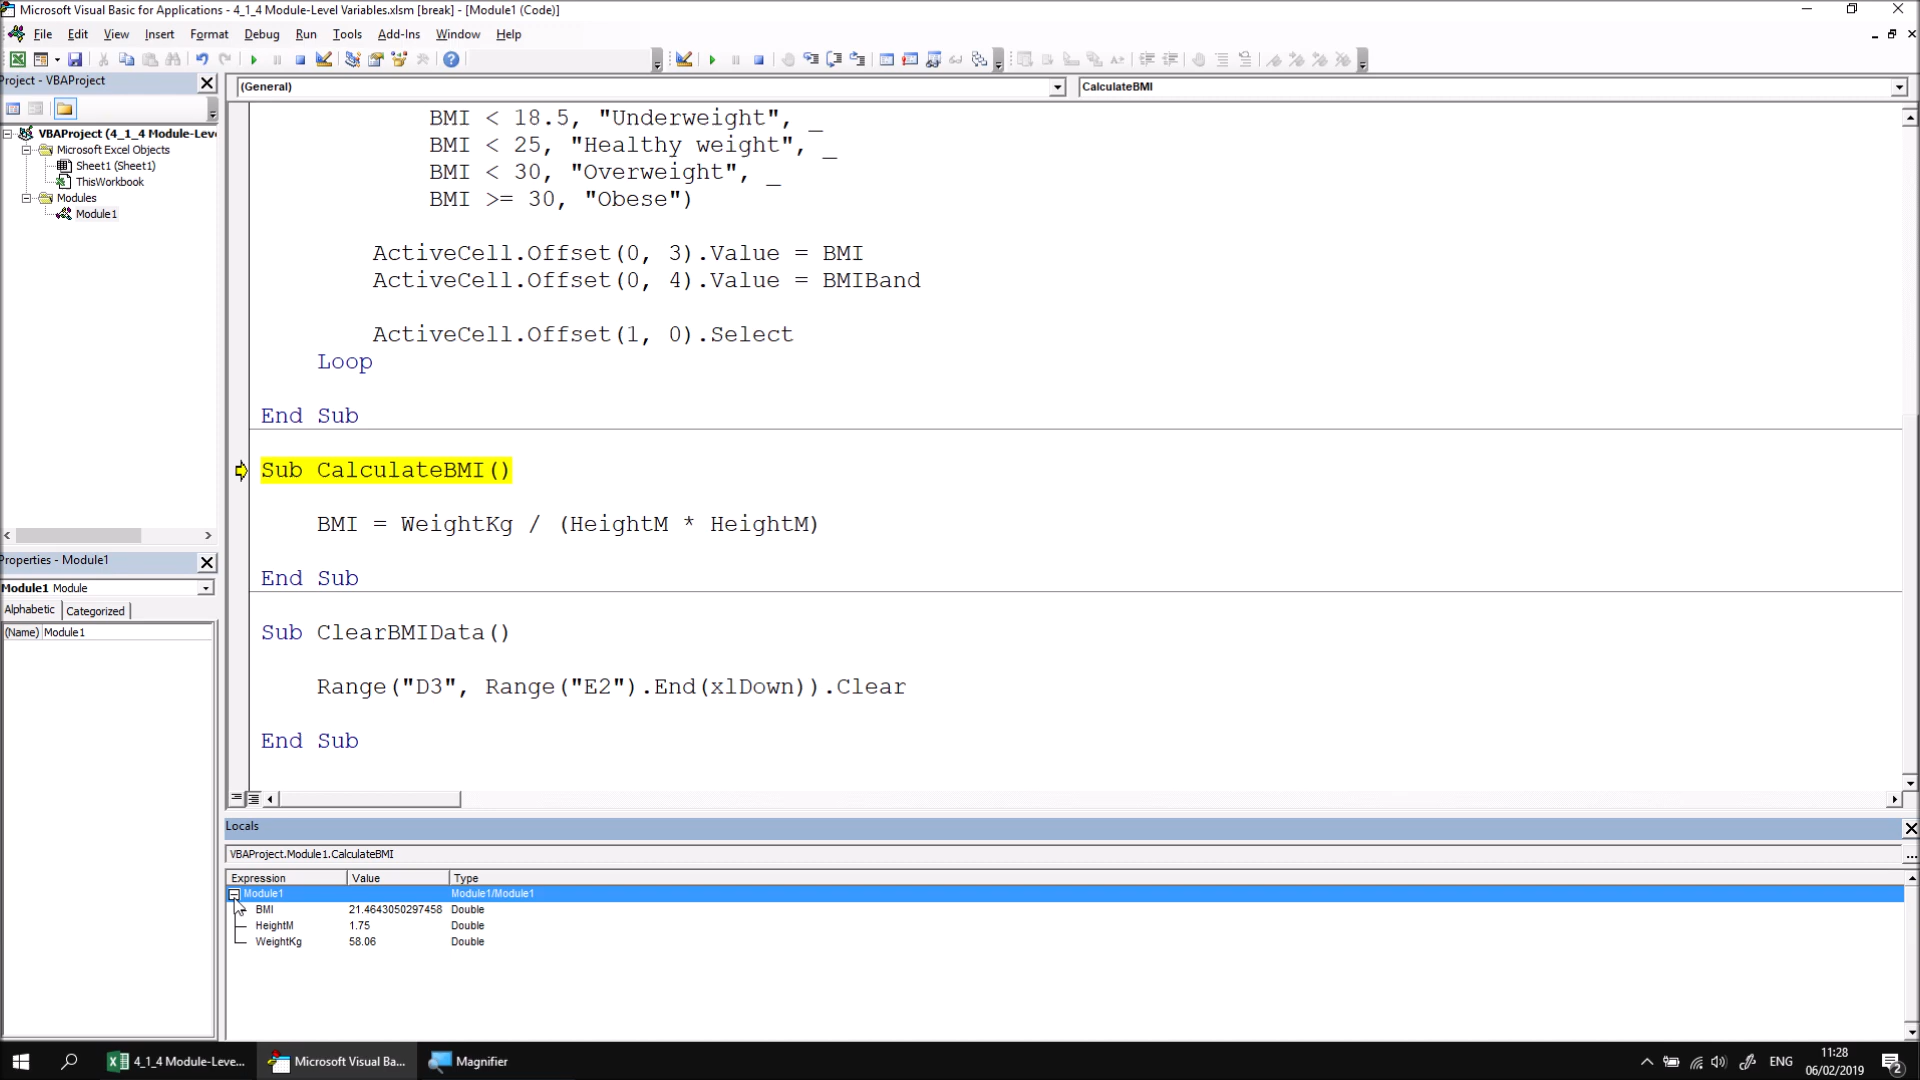 Microsoft Visual Basic for Applications - 4_1_4 Module-Level Variables.xlsm [break] - [Module1 (Code)]
File Edit View Insert Format Debug Run Tools Add-Ins Window Help
Project - VBAProject
(General)
CalculateBMI
VBAProject (4_1_4 Module-Leve
Microsoft Excel Objects
Sheet1 (Sheet1)
ThisWorkbook
Modules
Module1
BMI < 18.5, "Underweight", _
BMI < 25, "Healthy weight", _
BMI < 30, "Overweight", _
BMI >= 30, "Obese")
ActiveCell.Offset(0, 3).Value = BMI
ActiveCell.Offset(0, 4).Value = BMIBand
ActiveCell.Offset(1, 0).Select
Loop
End Sub
Sub CalculateBMI()
BMI = WeightKg / (HeightM * HeightM)
End Sub
Sub ClearBMIData()
Range("D3", Range("E2").End(xlDown)).Clear
End Sub
Properties - Module1
Module1 Module
Alphabetic Categorized
(Name) Module1
Locals
VBAProject.Module1.CalculateBMI
...
Expression Value Type
Module1 Module1/Module1
BMI 21.4643050297458 Double
HeightM 1.75 Double
WeightKg 58.06 Double
4_1_4 Module-Leve...
Microsoft Visual Ba...
Magnifier
ENG
11:28
06/02/2019
2